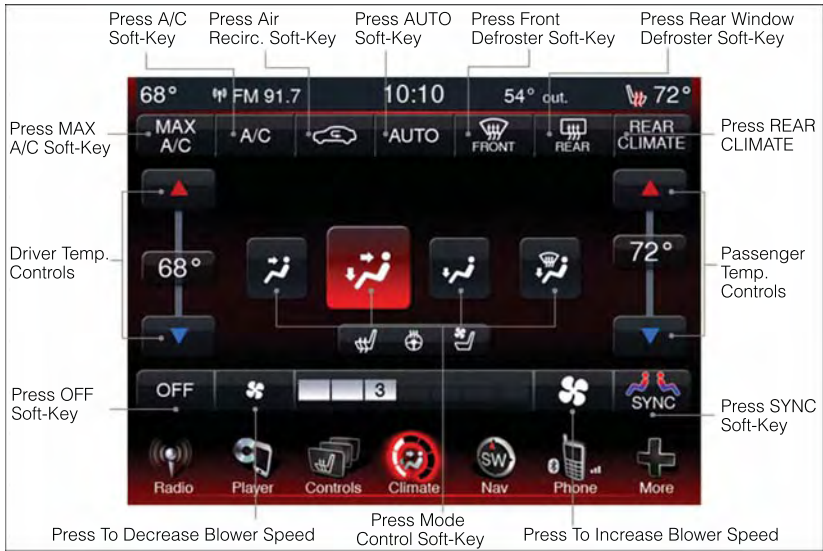 Press A/C
Soft-Key
Press Air
Recirc. Soft-Key
Press AUTO
Soft-Key
Press Front
Defroster Soft-Key
Press Rear Window
Defroster Soft-Key
68°
FM 91.7
10:10
54° out.
72°
Press MAX
A/C Soft-Key
MAX
A/C
A/C
AUTO
FRONT
REAR
REAR
CLIMATE
Press REAR
CLIMATE
Driver Temp.
Controls
68°
72°
Passenger
Temp.
Controls
Press OFF
Soft-Key
OFF
3
SYNC
Press SYNC
Soft-Key
Radio
Player
Controls
Climate
SW
Nav
Phone
More
Press To Decrease Blower Speed
Press Mode
Control Soft-Key
Press To Increase Blower Speed